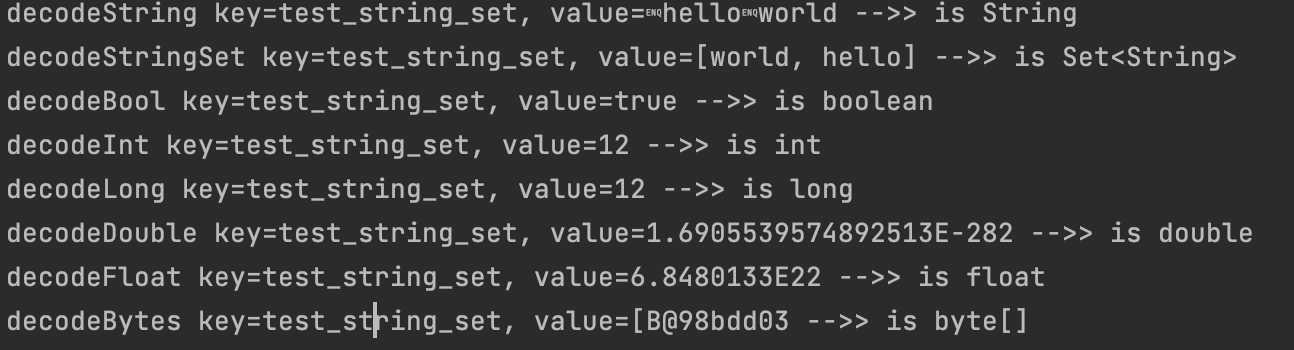 decodeString key=test_string_set, value=ENQhelloENQworld -->> is String
decodeStringSet key=test_string_set, value=[world, hello] -->> is Set<String>
decodeBool key=test_string_set, value=true -->> is boolean
decodeInt key=test_string_set, value=12 -->> is int
decodeLong key=test_string_set, value=12 -->> is long
decodeDouble key=test_string_set, value=1.6905539574892513E-282 -->> is double
decodeFloat key=test_string_set, value=6.8480133E22 -->> is float
decodeBytes key=test_string_set, value=[B@98bdd03 -->> is byte[]